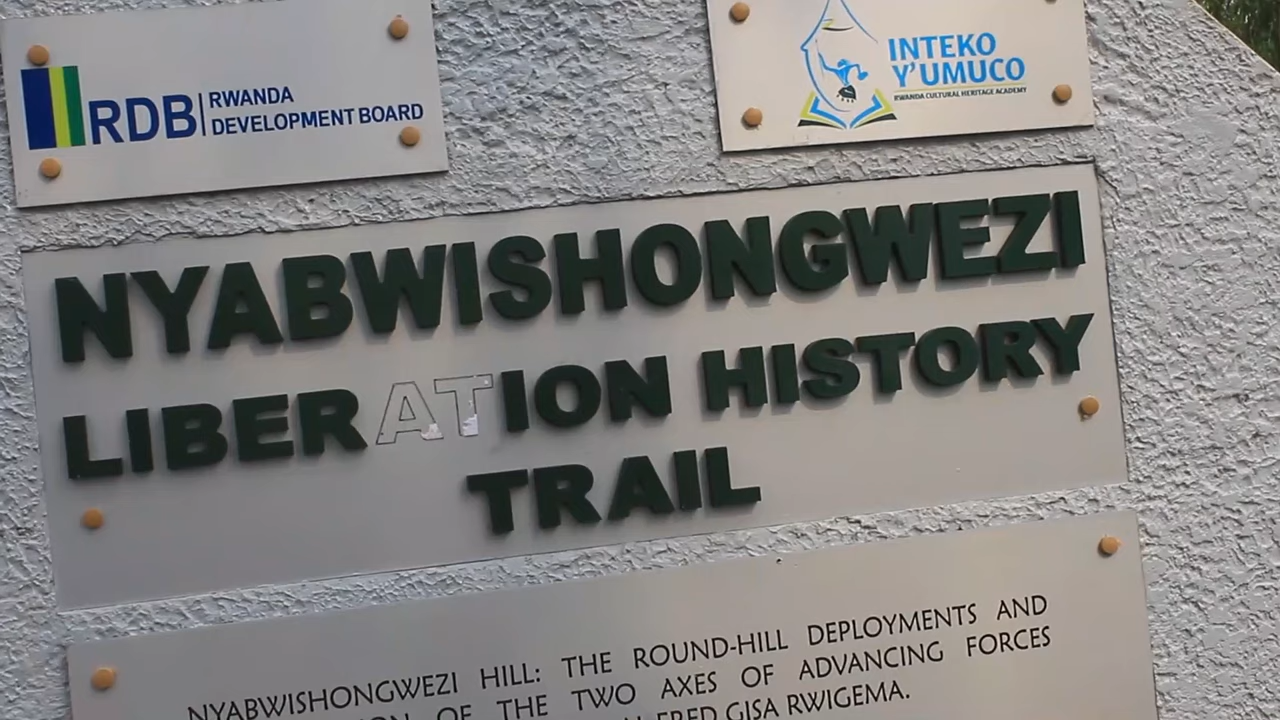 RDB
RWANDA
DEVELOPMENT BOARD
INTEKO
Y'UMUCO
RWANDA CULTURAL HERITAGE ACADEMY
NYABWISHONGWEZI
LIBERATION HISTORY
TRAIL
NYABWISHONGWEZI HILL: THE ROUND-HILL DEPLOYMENTS AND
OF THE TWO AXES OF ADVANCING FORCES
FRED GISA RWIGEMA.